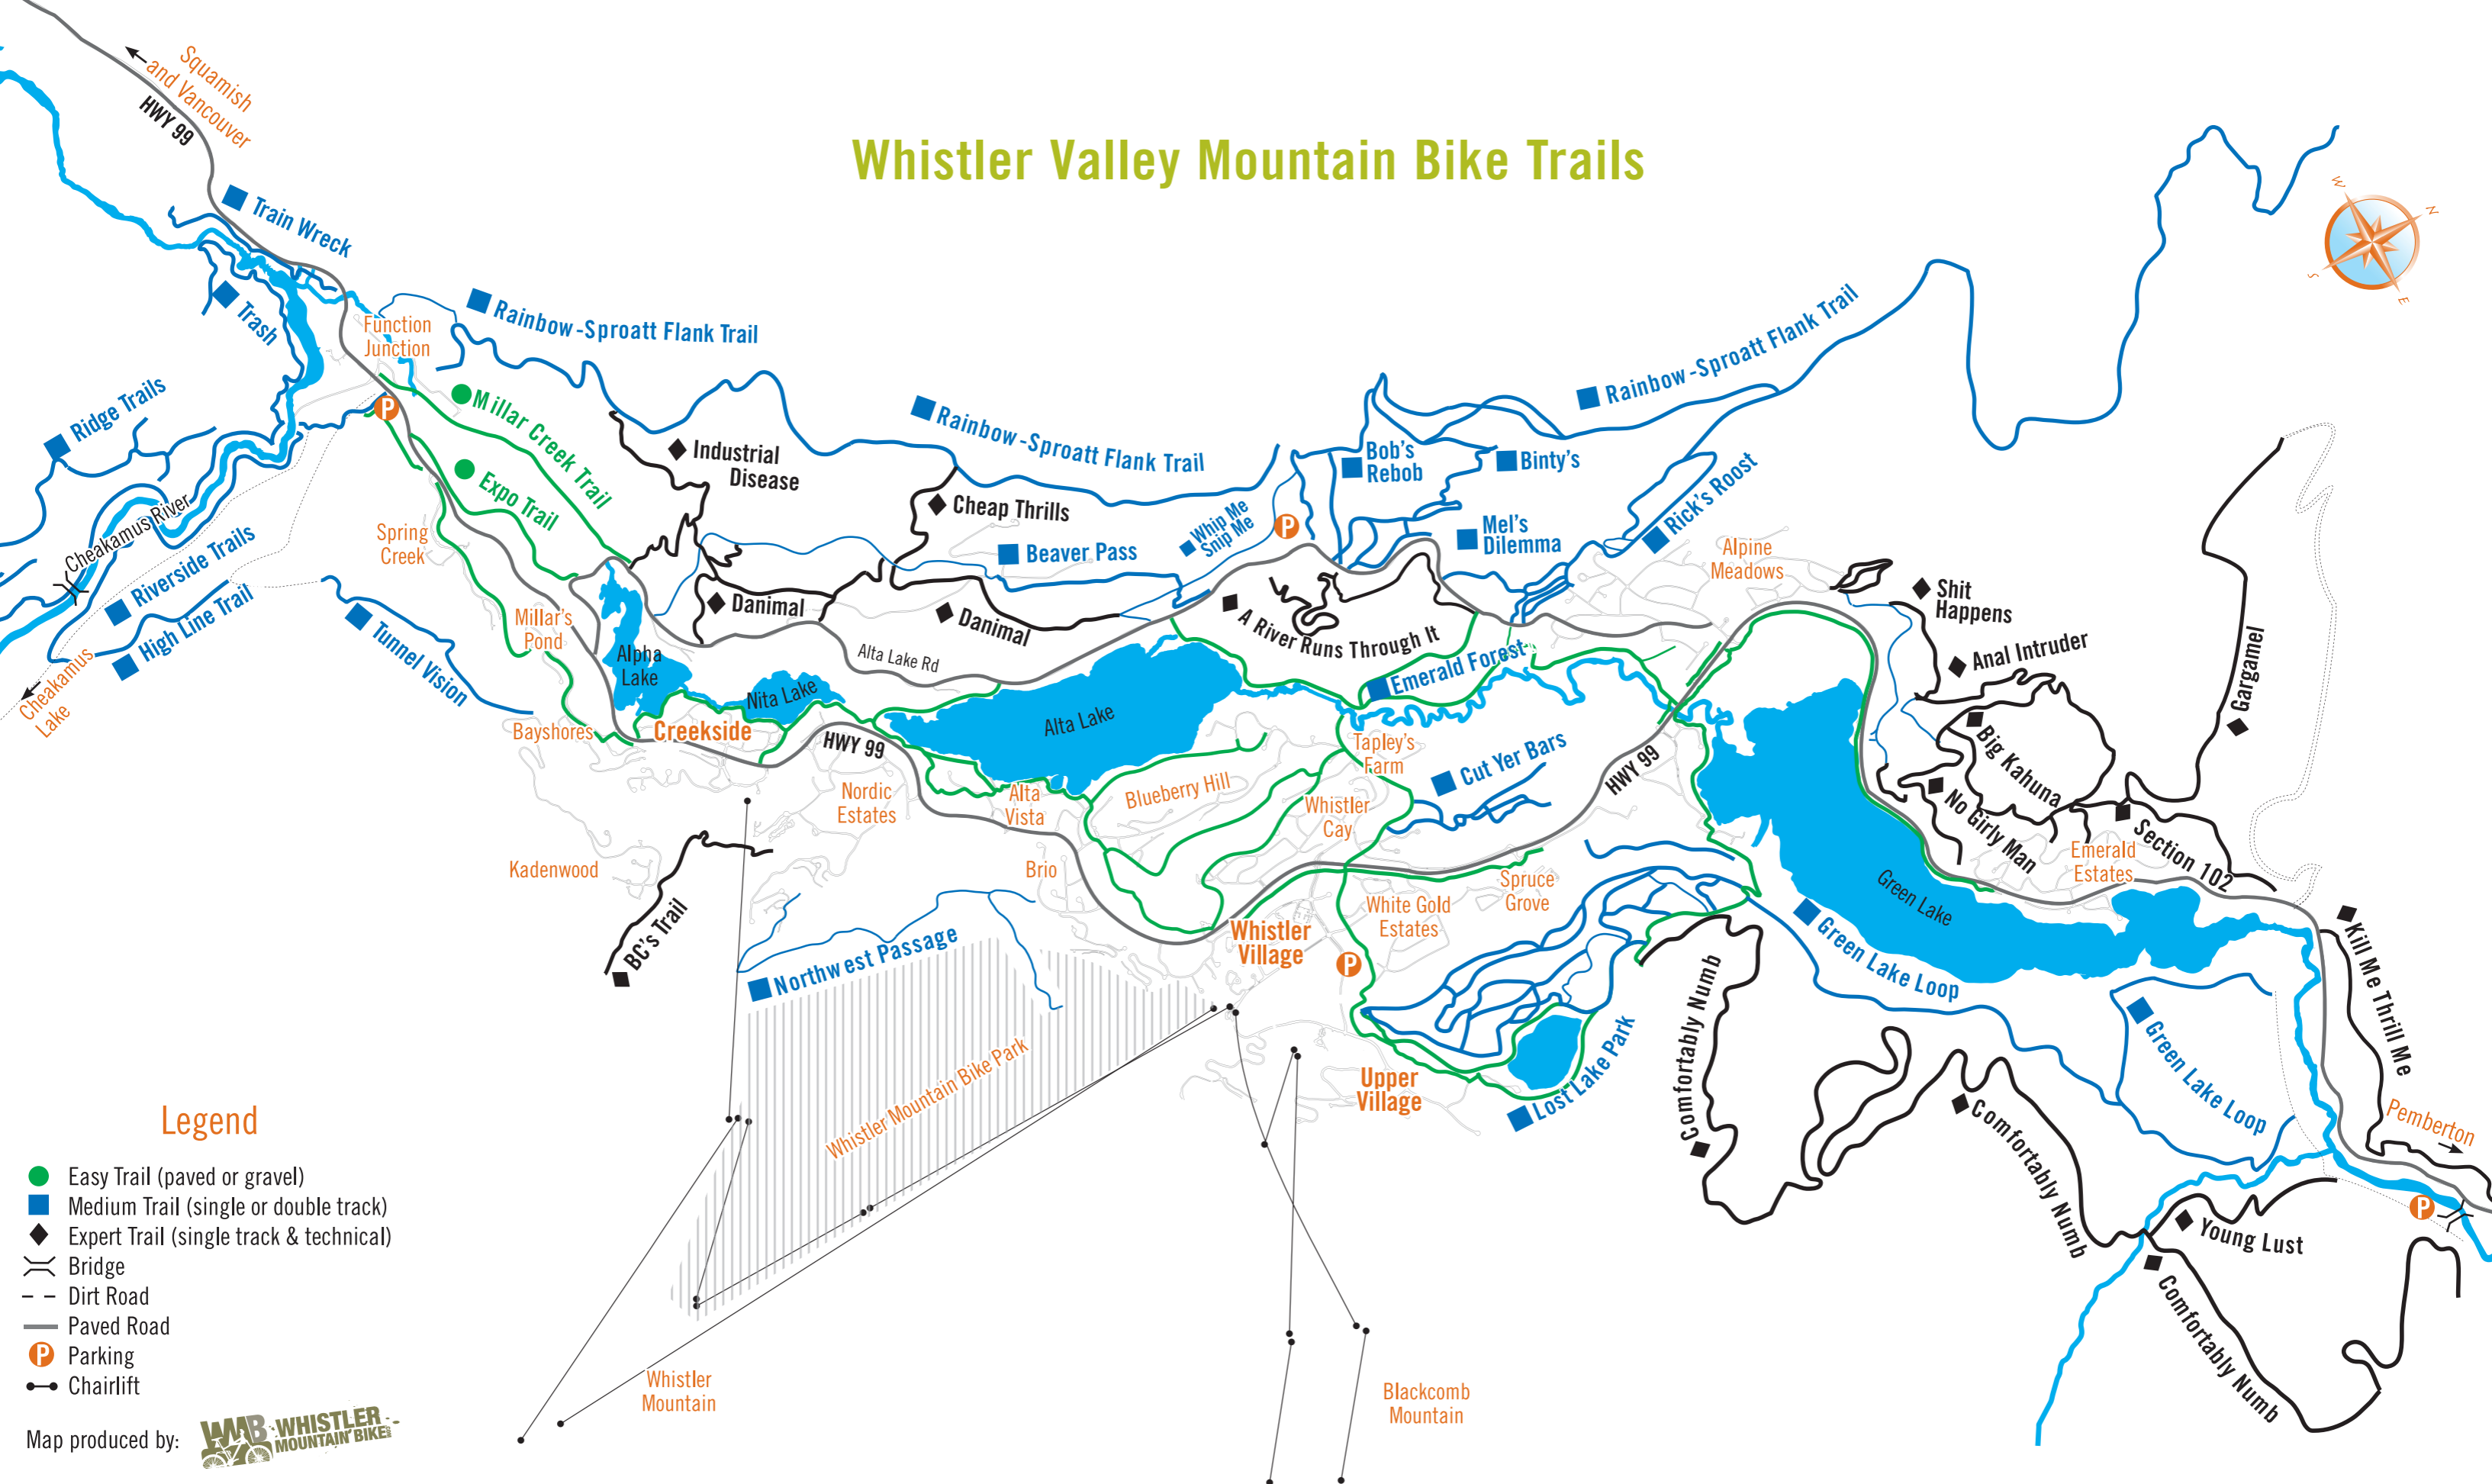 Whistler Valley Mountain Bike Trails
Squamish
and Vancouver
HWY 99
W
N
S
E
Train Wreck
Trash
Function
Junction
Rainbow-Sproatt Flank Trail
Rainbow-Sproatt Flank Trail
Rainbow-Sproatt Flank Trail
Ridge Trails
Millar Creek Trail
Expo Trail
Industrial
Disease
Cheap Thrills
Beaver Pass
Whip Me
Snip Me
P
P
Bob's
Rebob
Binty's
Mel's
Dilemma
Rick's Roost
Alpine
Meadows
Shit
Happens
Anal Intruder
Gargamel
Cheakamus River
Riverside Trails
High Line Trail
Cheakamus
Lake
Spring
Creek
Tunnel Vision
Millar's
Pond
Danimal
Danimal
Alta Lake Rd
A River Runs Through It
Emerald Forest
Alpha
Lake
Nita Lake
Alta Lake
Bayshores
Creekside
HWY 99
Nordic
Estates
Alta
Vista
Blueberry Hill
Tapley's
Farm
Whistler
Cay
Cut Yer Bars
HWY 99
Big Kahuna
No Girly Man
Section 102
Emerald
Estates
Green Lake
Kadenwood
BC's Trail
Brio
Northwest Passage
Whistler
Village
P
White Gold
Estates
Spruce
Grove
Green Lake Loop
Green Lake Loop
Kill Me Thrill Me
Pemberton
P
Whistler Mountain Bike Park
Upper
Village
Lost Lake Park
Comfortably Numb
Comfortably Numb
Young Lust
Comfortably Numb
Whistler
Mountain
Blackcomb
Mountain
Legend
Easy Trail (paved or gravel)
Medium Trail (single or double track)
Expert Trail (single track & technical)
Bridge
Dirt Road
Paved Road
P Parking
Chairlift
Map produced by:
WMB WHISTLER
MOUNTAIN BIKE